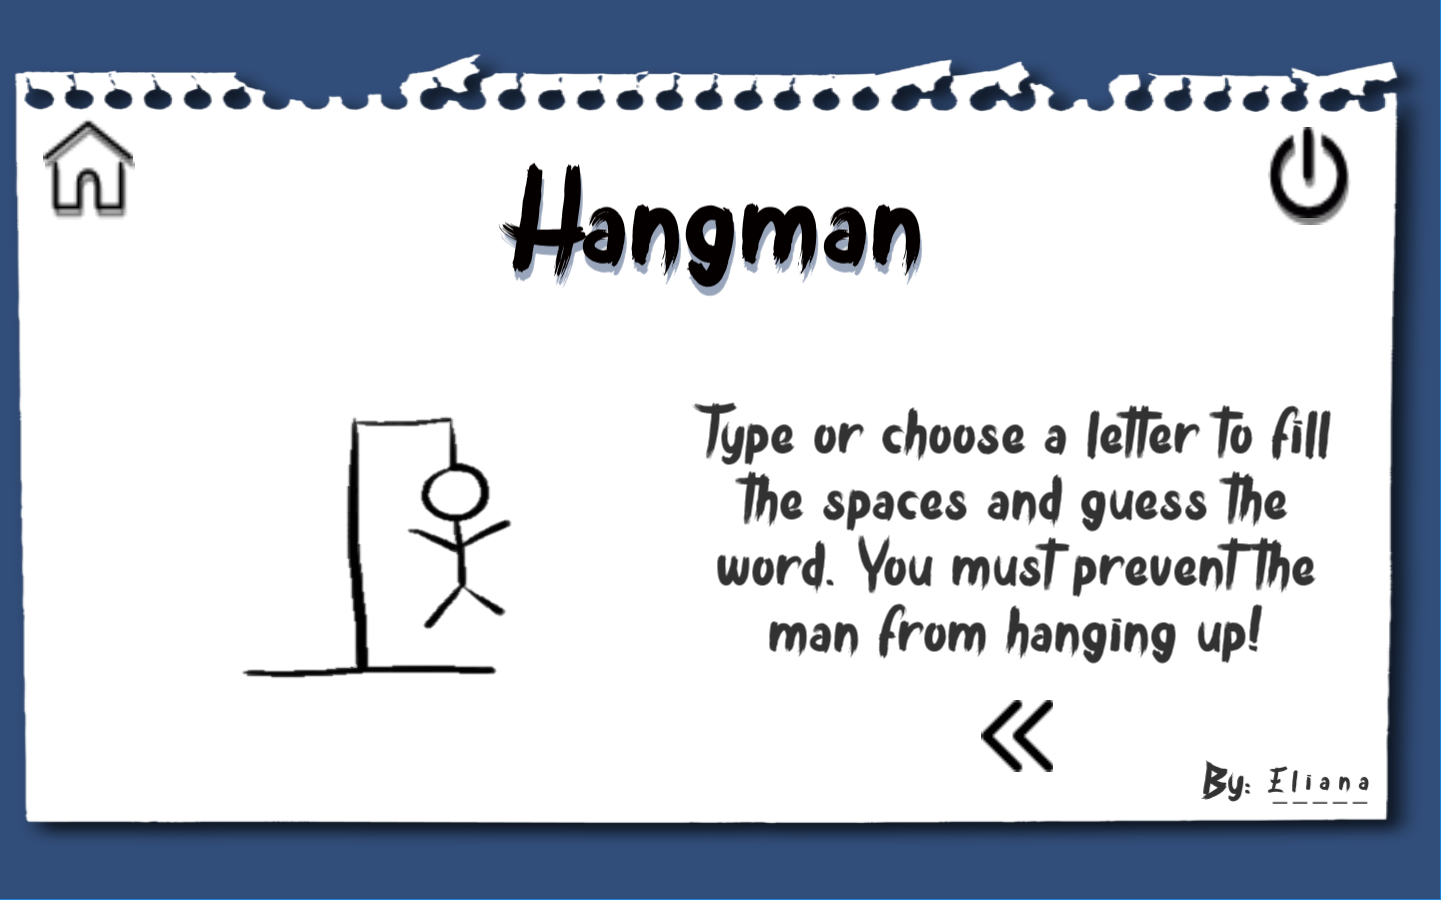 Hangman
Type or choose a letter to fill
the spaces and guess the
word. You must prevent the
man from hanging up!
By: Eliana